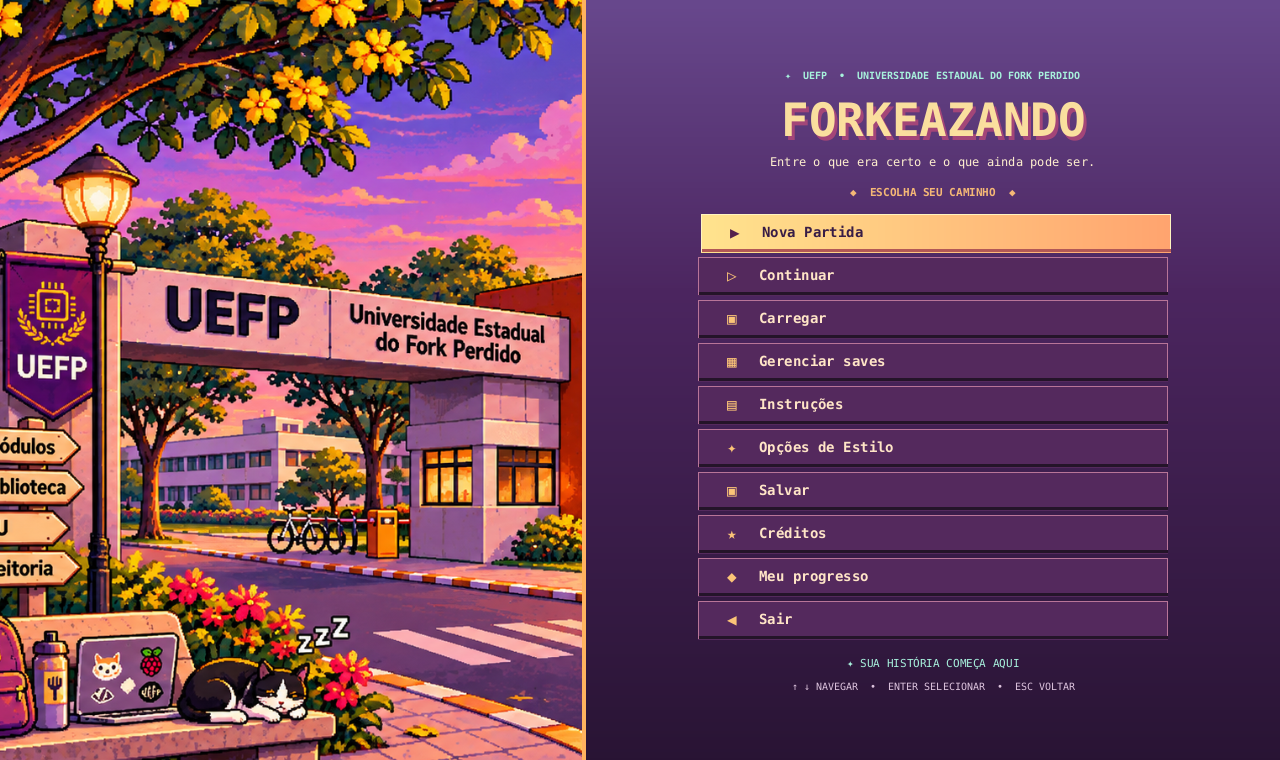 UEFP
Universidade Estadual
do Fork Perdido
UEFP
ódulos
blioteca
U
eitoria
zzz
✦ UEFP • UNIVERSIDADE ESTADUAL DO FORK PERDIDO
FORKEAZANDO
Entre o que era certo e o que ainda pode ser.
◆ ESCOLHA SEU CAMINHO ◆
▶ Nova Partida
▷ Continuar
▣ Carregar
▦ Gerenciar saves
▤ Instruções
✦ Opções de Estilo
▣ Salvar
★ Créditos
◆ Meu progresso
◀ Sair
✦ SUA HISTÓRIA COMEÇA AQUI
↑ ↓ NAVEGAR • ENTER SELECIONAR • ESC VOLTAR